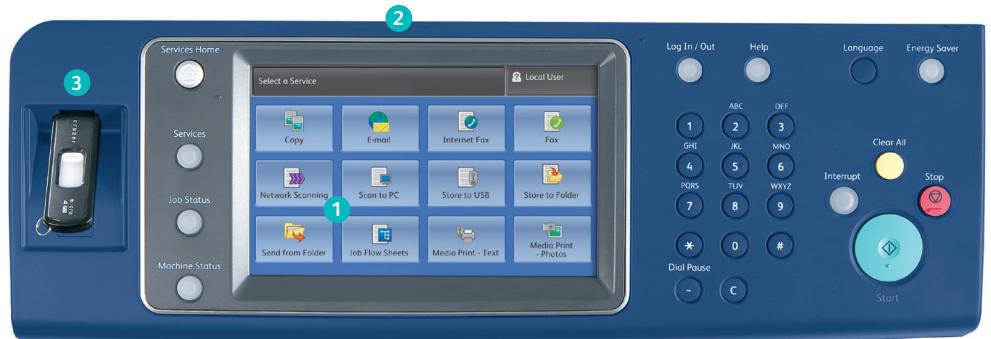 2
Services Home
Log In / Out
Help
Language
Energy Saver
3
Select a Service
Local User
ABC
DEF
1
2
3
Copy
E-mail
Internet Fax
Fax
Services
Clear All
GHI
JKL
MNO
4
5
6
cruzer
4GB
Network Scanning
Scan to PC
Store to USB
Store to Folder
Interrupt
Stop
PQRS
TUV
WXYZ
7
8
9
Job Status
1
Send from Folder
Job Flow Sheets
Media Print - Text
Media Print
- Photos
*
0
#
Machine Status
Dial Pause
-
C
Start